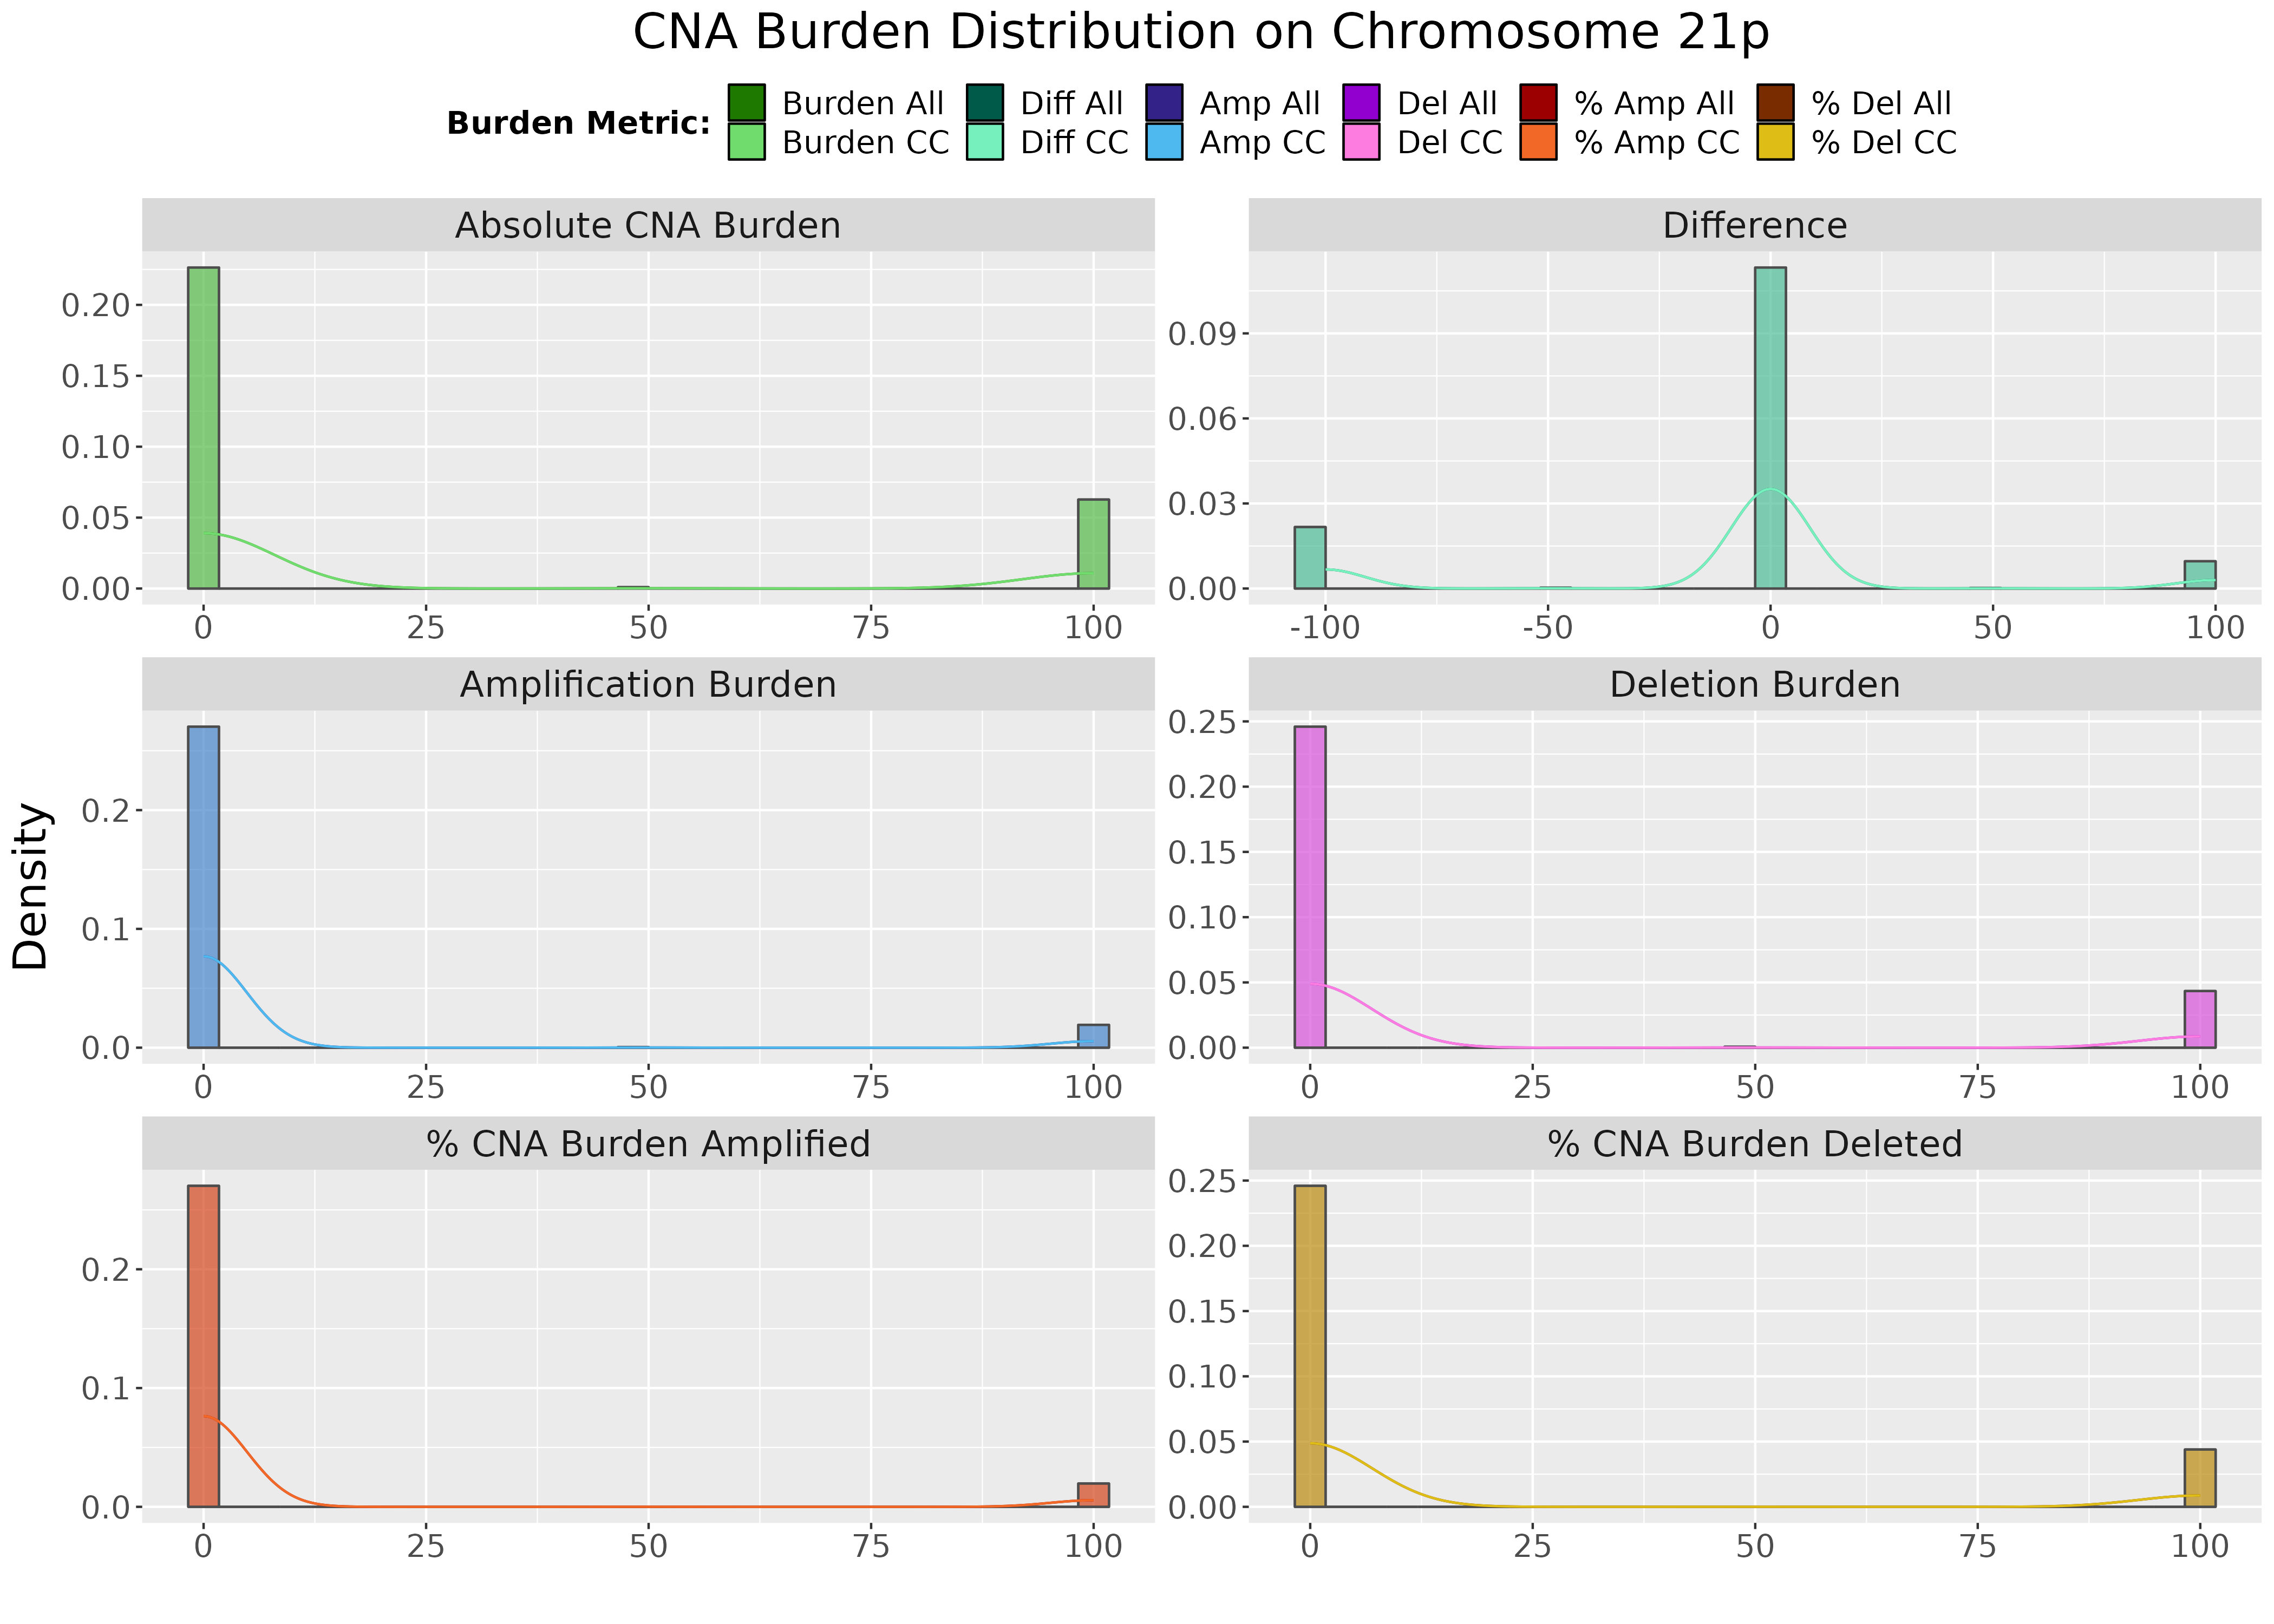 CNA Burden Distribution on Chromosome 21p
Burden Metric:
Burden All Diff All Amp All Del All % Amp All % Del All
Burden CC Diff CC Amp CC Del CC % Amp CC % Del CC
Absolute CNA Burden
0.20
0.15
0.10
0.05
0.00
0 25 50 75 100
Difference
0.09
0.06
0.03
0.00
-100 -50 0 50 100
Density
Amplification Burden
0.2
0.1
0.0
0 25 50 75 100
Deletion Burden
0.25
0.20
0.15
0.10
0.05
0.00
0 25 50 75 100
% CNA Burden Amplified
0.2
0.1
0.0
0 25 50 75 100
% CNA Burden Deleted
0.25
0.20
0.15
0.10
0.05
0.00
0 25 50 75 100